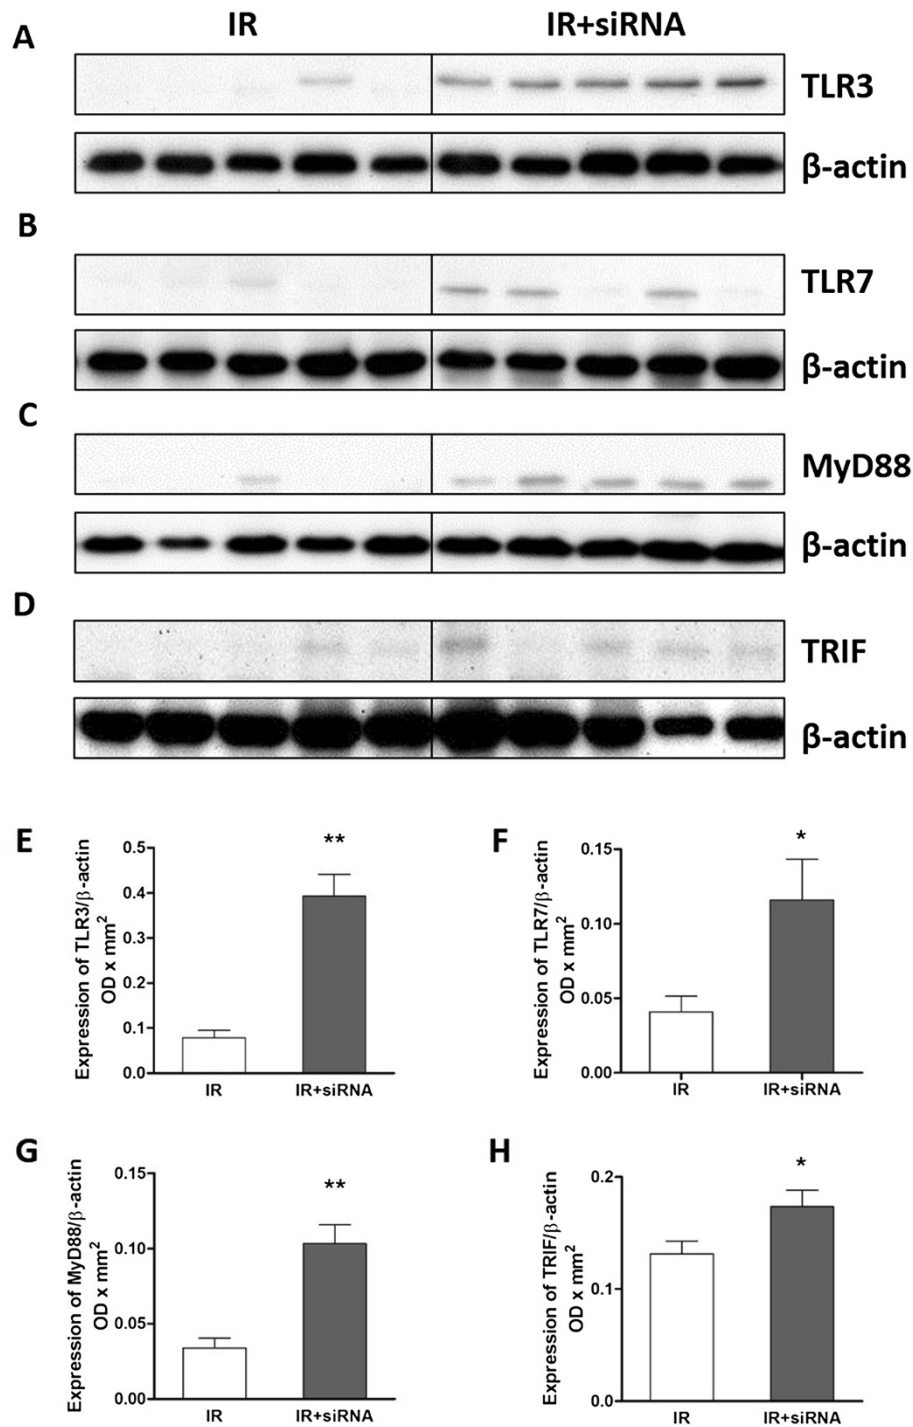 IR IR+siRNA
A
TLR3
β-actin
B
TLR7
β-actin
C
MyD88
β-actin
D
TRIF
β-actin
E
Expression of TLR3/β-actin
OD x mm²
0.5
0.4
0.3
0.2
0.1
0.0
**
IR IR+siRNA
F
Expression of TLR7/β-actin
OD x mm²
0.15
0.10
0.05
0.00
*
IR IR+siRNA
G
Expression of MyD88/β-actin
OD x mm²
0.15
0.10
0.05
0.00
**
IR IR+siRNA
H
Expression of TRIF/β-actin
OD x mm²
0.2
0.1
0.0
*
IR IR+siRNA